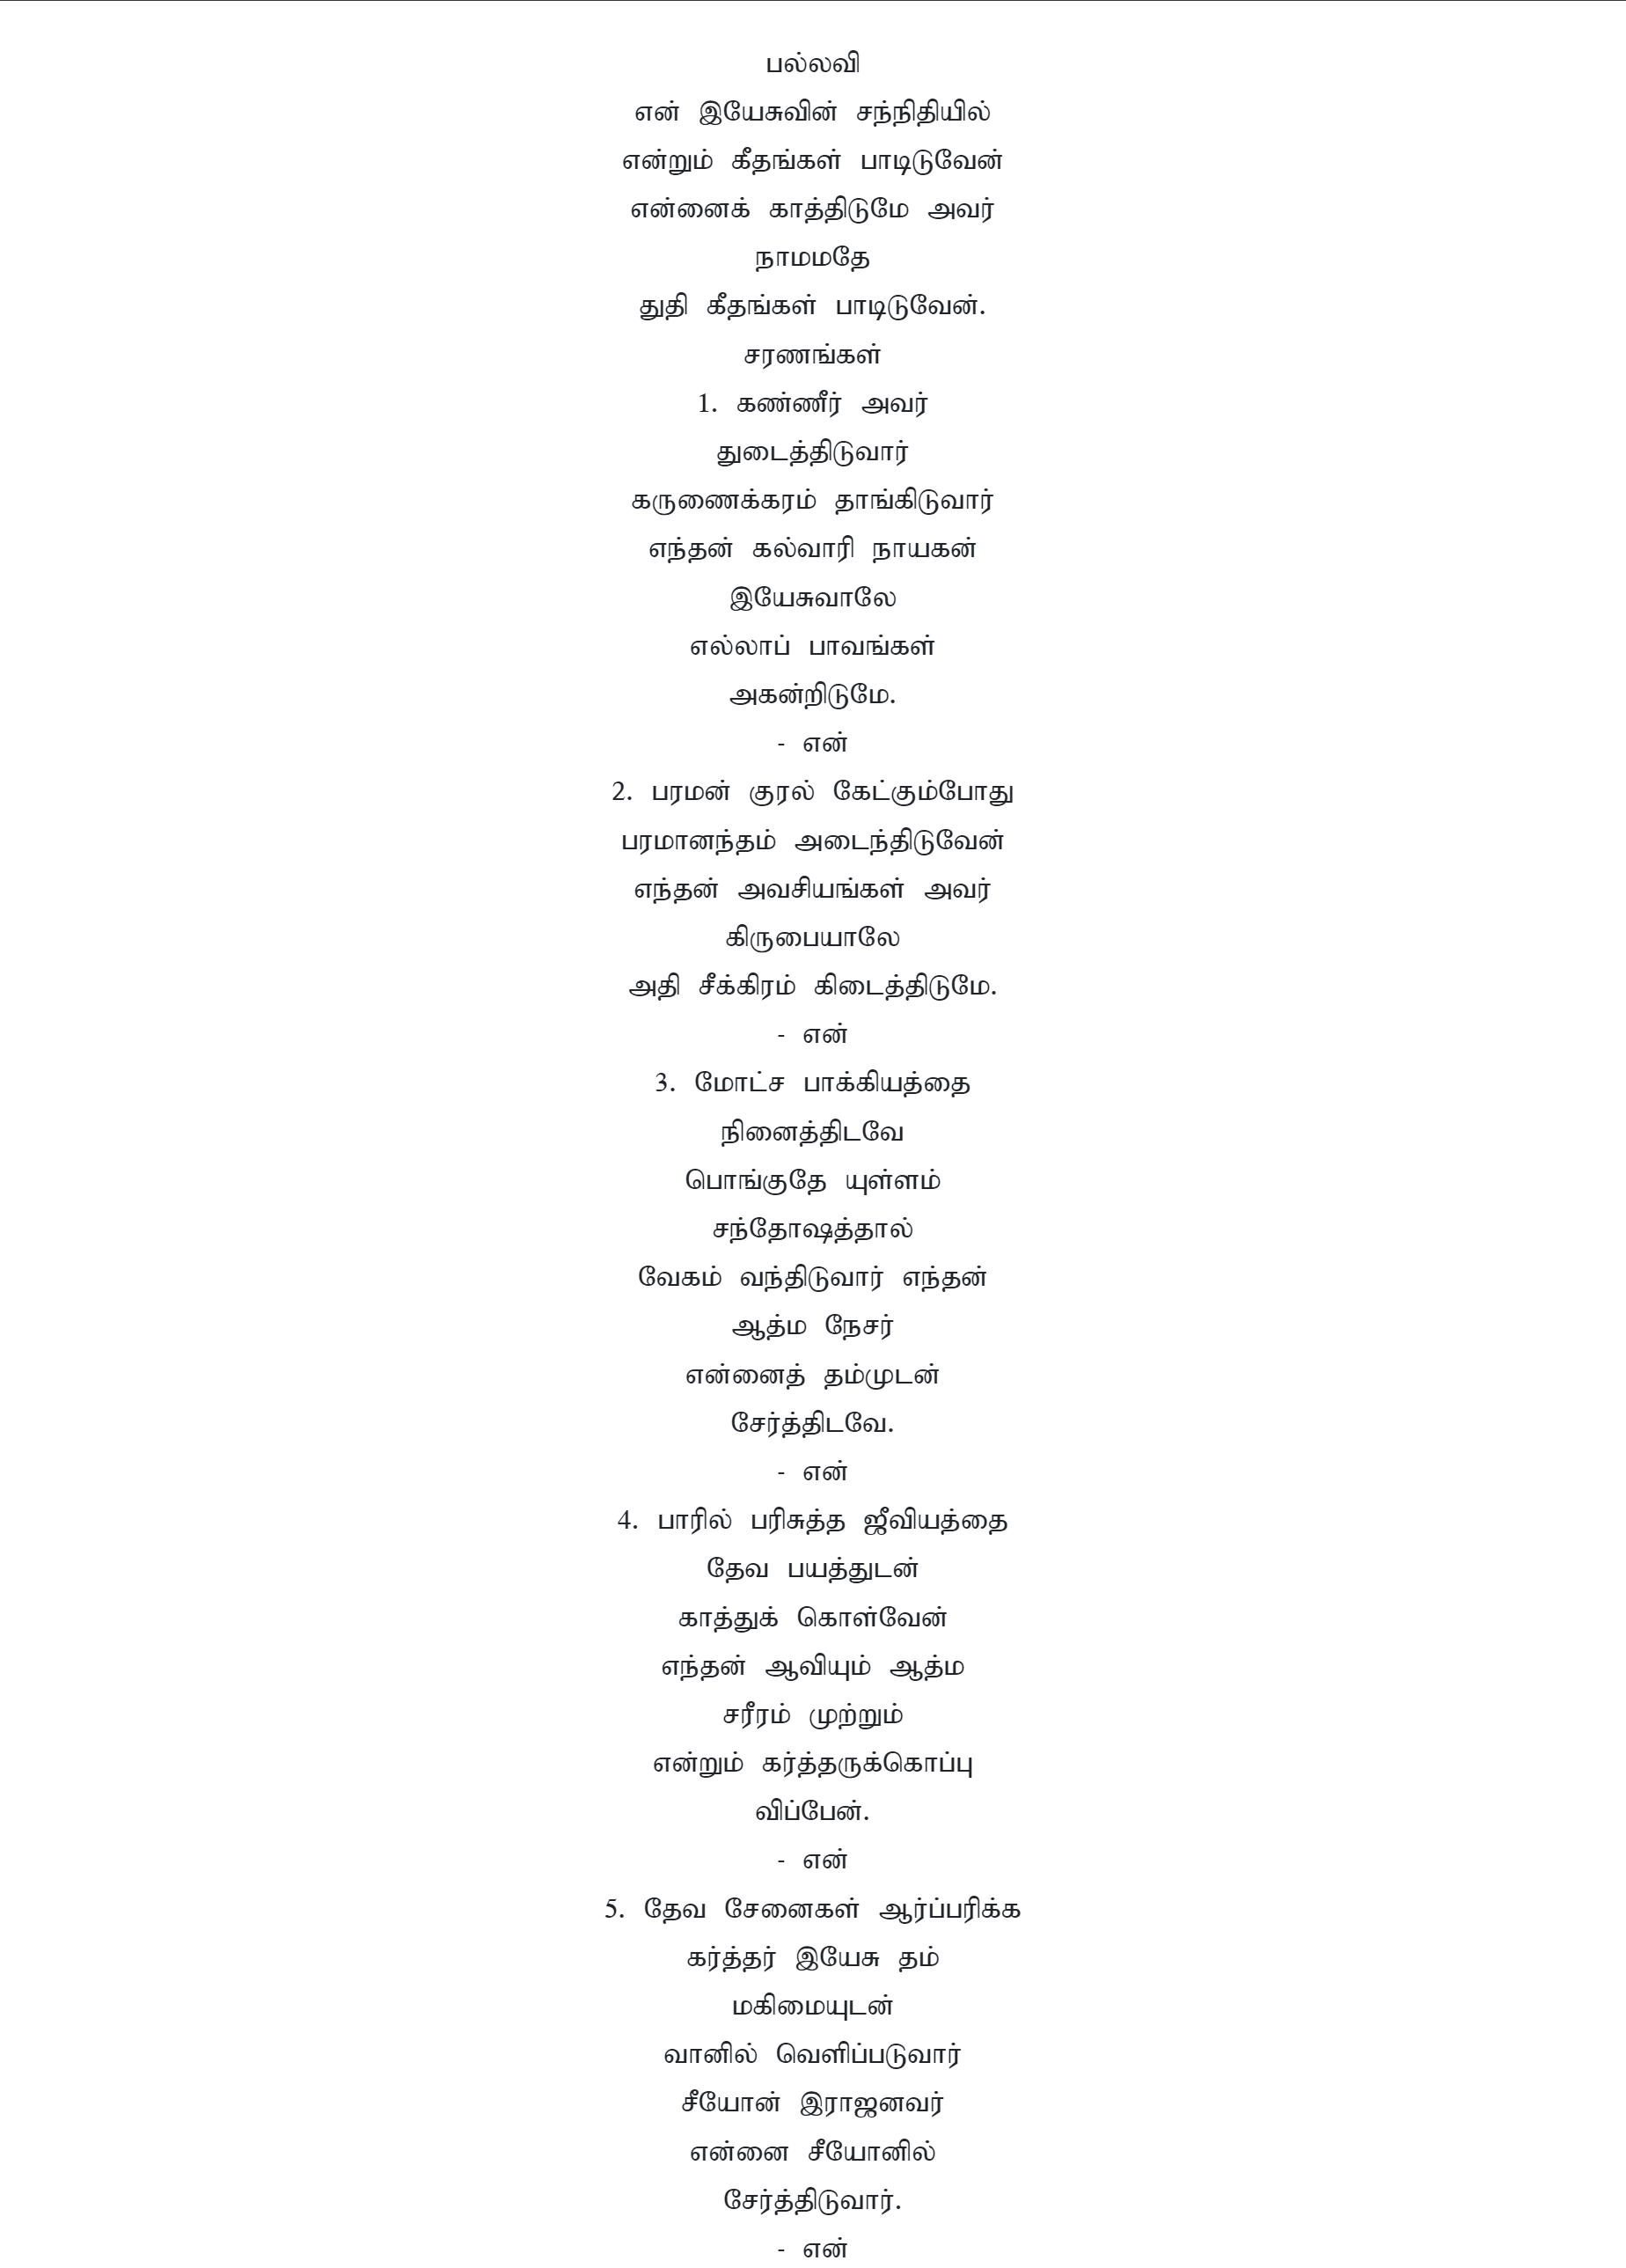 பல்லவி
என் இயேசுவின் சந்நிதியில்
என்றும் கீதங்கள் பாடிடுவேன்
என்னைக் காத்திடுமே அவர்
நாமமதே
துதி கீதங்கள் பாடிடுவேன்.
சரணங்கள்
1. கண்ணீர் அவர்
துடைத்திடுவார்
கருணைக்கரம் தாங்கிடுவார்
எந்தன் கல்வாரி நாயகன்
இயேசுவாலே
எல்லாப் பாவங்கள்
அகன்றிடுமே.
- என்
2. பரமன் குரல் கேட்கும்போது
பரமானந்தம் அடைந்திடுவேன்
எந்தன் அவசியங்கள் அவர்
கிருபையாலே
அதி சீக்கிரம் கிடைத்திடுமே.
- என்
3. மோட்ச பாக்கியத்தை
நினைத்திடவே
பொங்குதே யுள்ளம்
சந்தோஷத்தால்
வேகம் வந்திடுவார் எந்தன்
ஆத்ம நேசர்
என்னைத் தம்முடன்
சேர்த்திடவே.
- என்
4. பாரில் பரிசுத்த ஜீவியத்தை
தேவ பயத்துடன்
காத்துக் கொள்வேன்
எந்தன் ஆவியும் ஆத்ம
சரீரம் முற்றும்
என்றும் கர்த்தருக்கொப்பு
விப்பேன்.
- என்
5. தேவ சேனைகள் ஆர்ப்பரிக்க
கர்த்தர் இயேசு தம்
மகிமையுடன்
வானில் வெளிப்படுவார்
சீயோன் இராஜனவர்
என்னை சீயோனில்
சேர்த்திடுவார்.
- என்